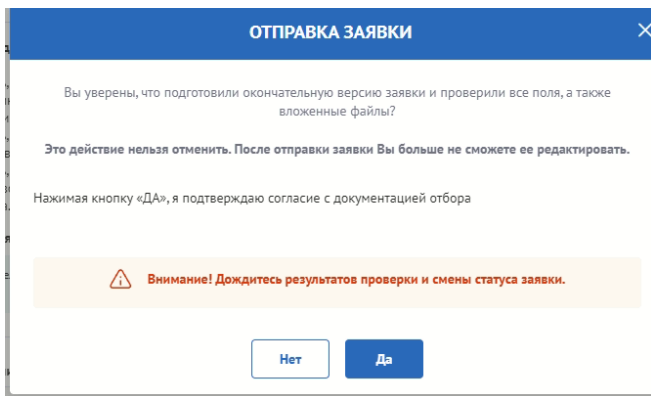 ОТПРАВКА ЗАЯВКИ
Вы уверены, что подготовили окончательную версию заявки и проверили все поля, а также
вложенные файлы?
Это действие нельзя отменить. После отправки заявки Вы больше не сможете ее редактировать.
Нажимая кнопку «ДА», я подтверждаю согласие с документацией отбора
Внимание! Дождитесь результатов проверки и смены статуса заявки.
Нет
Да